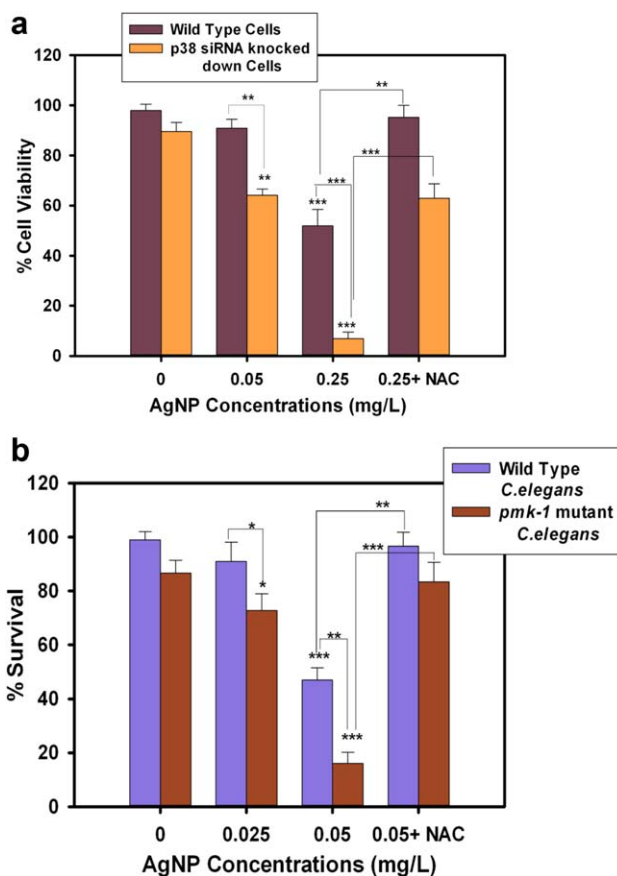 a
Wild Type Cells
p38 siRNA knocked
down Cells
120
100
80
60
40
20
0
% Cell Viability
**
**
***
***
***
**
***
0
0.05
0.25
0.25+ NAC
AgNP Concentrations (mg/L)
b
Wild Type
C.elegans
pmk-1 mutant
C.elegans
120
100
80
60
40
20
0
% Survival
*
*
***
**
***
**
***
0
0.025
0.05
0.05+ NAC
AgNP Concentrations (mg/L)